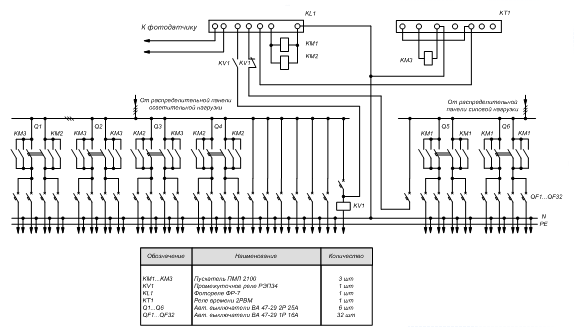 К фотодатчику
KL1
KT1
KV1
KV1
KM1
KM2
KM3
От распределительной панели
осветительной нагрузки
От распределительной
панели силовой нагрузки
Q1
Q2
Q3
Q4
Q5
Q6
KM3
KM2
KM3
KM3
KM2
KM3
KM2
KM2
KM1
KM1
KM1
KM1
QF1...QF32
KV1
N
PE
Обозначение Наименование Количество
KM1...KM3 Пускатель ПМЛ 2100 3 шт
KV1 Промежуточное реле РЭП34 1 шт
KL1 Фотореле ФР-7 1 шт
KT1 Реле времени 2РВМ 1 шт
Q1...Q6 Авт. выключатели ВА 47-29 2Р 25А 6 шт
QF1...QF32 Авт. выключатели ВА 47-29 1Р 16А 32 шт